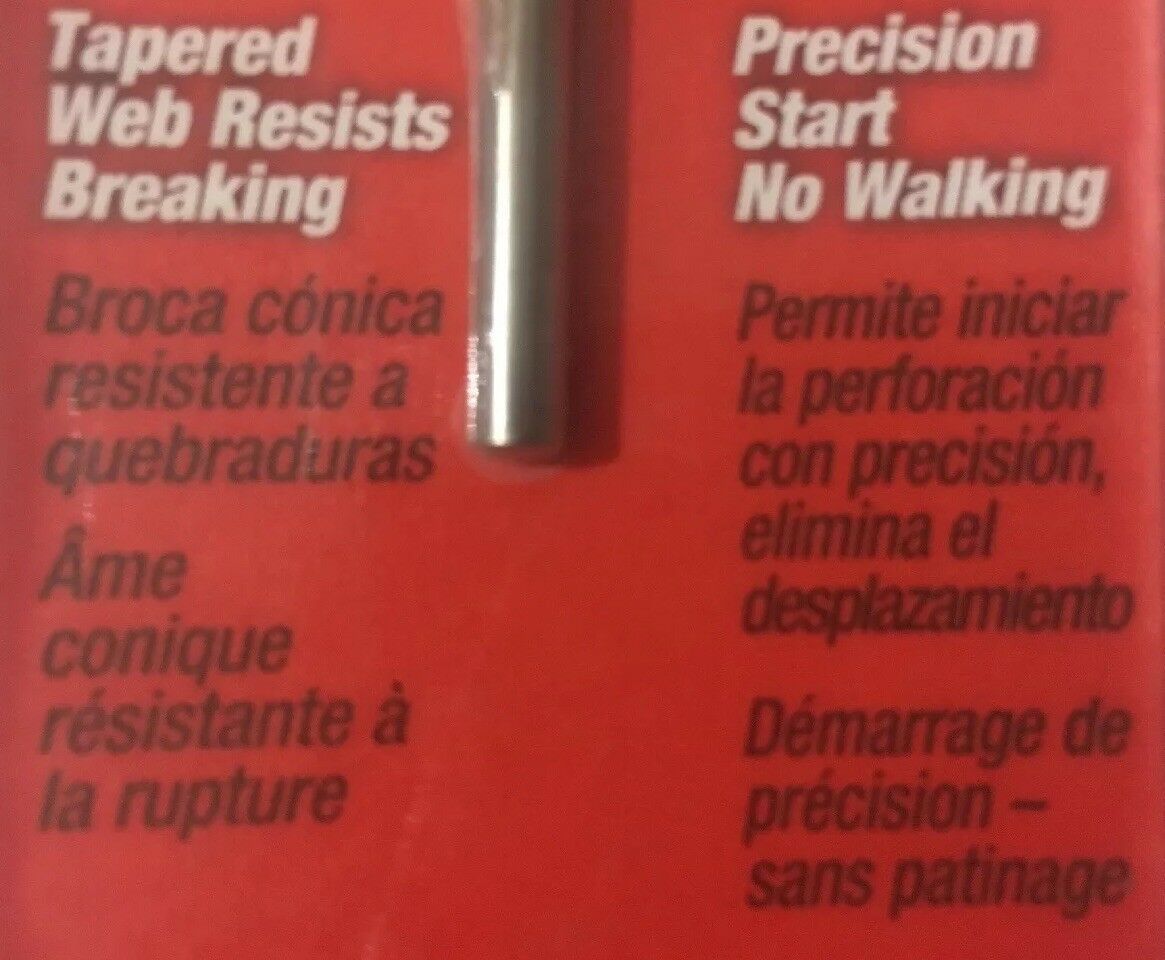 Tapered
Web Resists
Breaking
Broca cónica
resistente a
quebraduras
Âme
conique
résistante à
la rupture
Precision
Start
No Walking
Permite iniciar
la perforación
con precisión,
elimina el
desplazamiento
Démarrage de
précision –
sans patinage